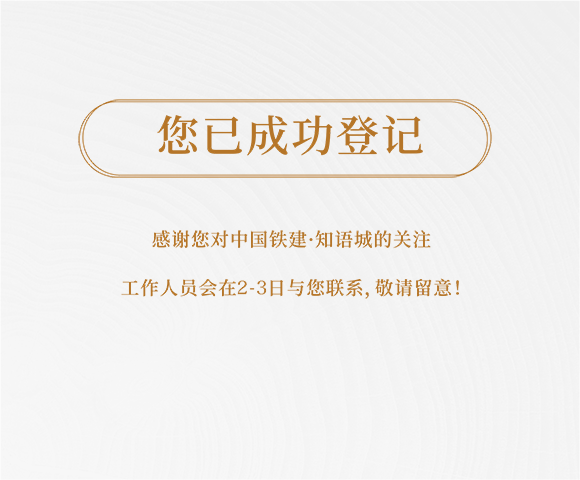 您已成功登记
感谢您对中国铁建·知语城的关注
工作人员会在2-3日与您联系，敬请留意！